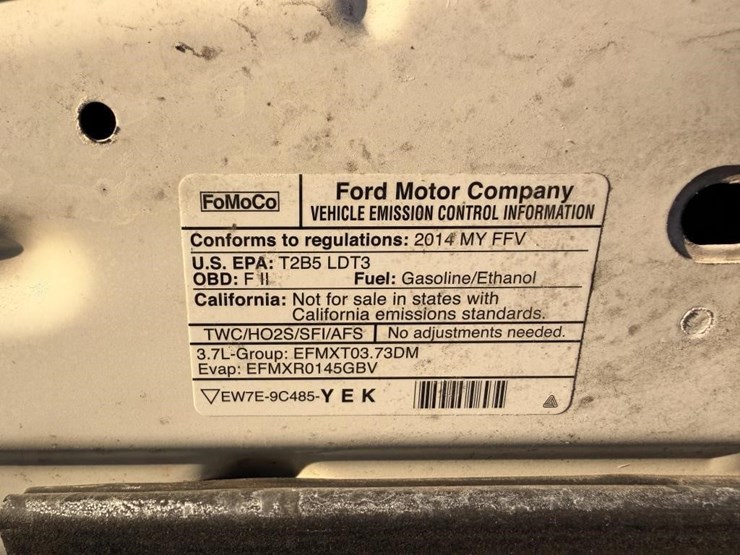 FoMoCo
Ford Motor Company
VEHICLE EMISSION CONTROL INFORMATION
Conforms to regulations: 2014 MY FFV
U.S. EPA: T2B5 LDT3
OBD: F II Fuel: Gasoline/Ethanol
California: Not for sale in states with
California emissions standards.
TWC/HO2S/SFI/AFS No adjustments needed.
3.7L-Group: EFMXT03.73DM
Evap: EFMXR0145GBV
EW7E-9C485-Y E K